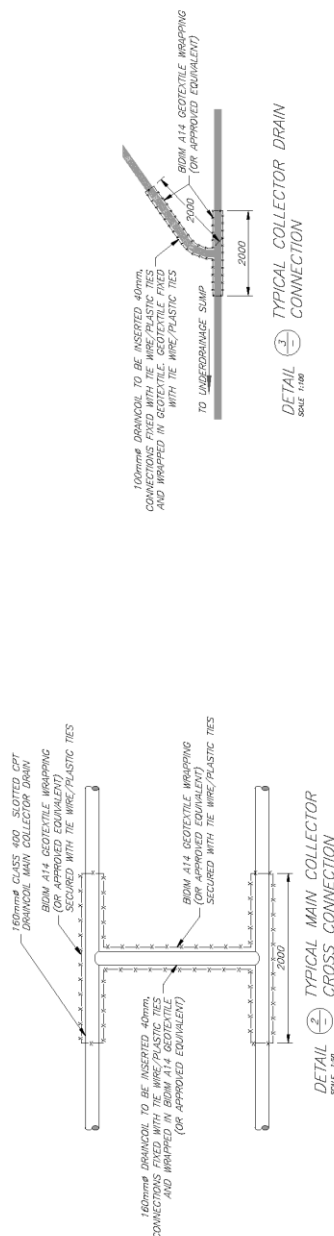 160mmø CLASS 400 SLOTTED CPT
DRAINCOIL MAIN COLLECTOR DRAIN
BIDIM A14 GEOTEXTILE WRAPPING
(OR APPROVED EQUIVALENT)
SECURED WITH TIE WIRE/PLASTIC TIES
160mmø DRAINCOIL TO BE INSERTED 40mm,
CONNECTIONS FIXED WITH TIE WIRE/PLASTIC TIES
AND WRAPPED IN BIDIM A14 GEOTEXTILE
(OR APPROVED EQUIVALENT)
BIDIM A14 GEOTEXTILE WRAPPING
(OR APPROVED EQUIVALENT)
SECURED WITH TIE WIRE/PLASTIC TIES
2000
DETAIL 2 TYPICAL MAIN COLLECTOR
CROSS CONNECTION
100mmø DRAINCOIL TO BE INSERTED 40mm,
CONNECTIONS FIXED WITH TIE WIRE/PLASTIC TIES
AND WRAPPED IN GEOTEXTILE. GEOTEXTILE FIXED
WITH TIE WIRE/PLASTIC TIES
BIDIM A14 GEOTEXTILE WRAPPING
(OR APPROVED EQUIVALENT)
2000
TO UNDERDRAINAGE SUMP
2000
DETAIL 3 TYPICAL COLLECTOR DRAIN
CONNECTION
SCALE 1:100